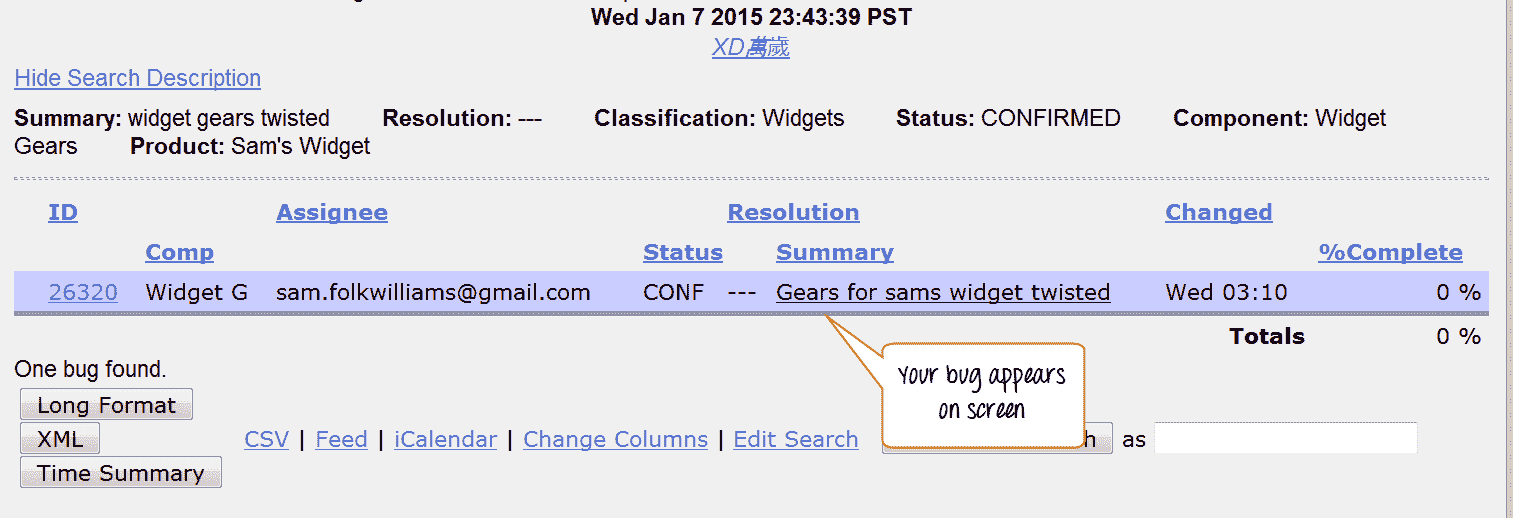 Wed Jan 7 2015 23:43:39 PST
XD萬歲
Hide Search Description
Summary: widget gears twisted Resolution: --- Classification: Widgets Status: CONFIRMED Component: Widget
Gears Product: Sam's Widget
ID Assignee Resolution Changed
Comp Status Summary %Complete
26320 Widget G sam.folkwilliams@gmail.com CONF --- Gears for sams widget twisted Wed 03:10 0 %
Totals 0 %
One bug found.
Your bug appears
on screen
Long Format
XML
CSV | Feed | iCalendar | Change Columns | Edit Search h as
Time Summary